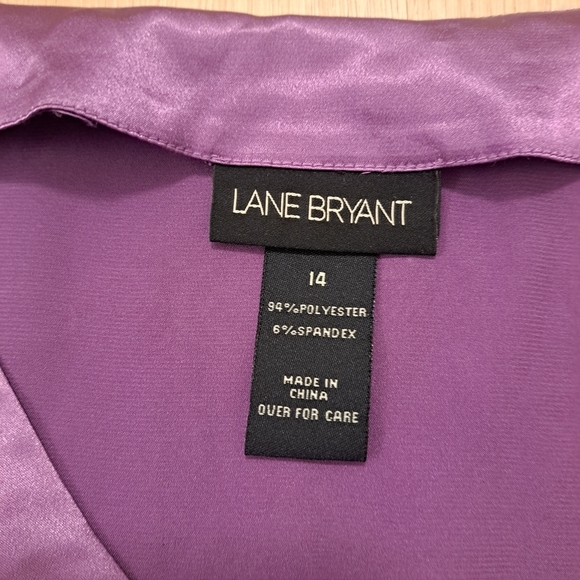 LANE BRYANT
14
94%POLYESTER
6%SPANDEX
MADE IN
CHINA
OVER FOR CARE